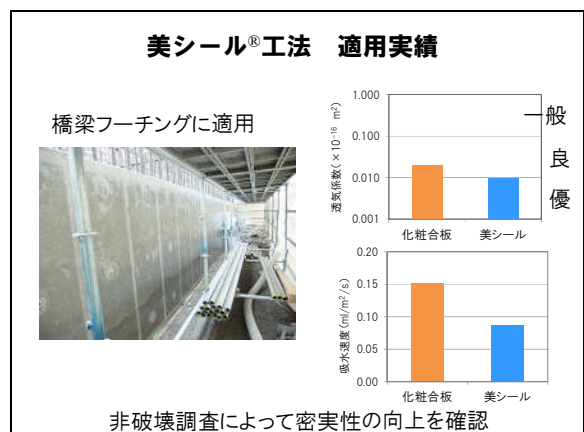 美シール®工法　適用実績
橋梁フーチングに適用
透気係数(×10⁻¹⁶ m²)
1.000
0.100
0.010
0.001
一般
良
優
化粧合板
美シール
吸水速度(ml/m²/s)
0.20
0.15
0.10
0.05
0.00
化粧合板
美シール
非破壊調査によって密実性の向上を確認